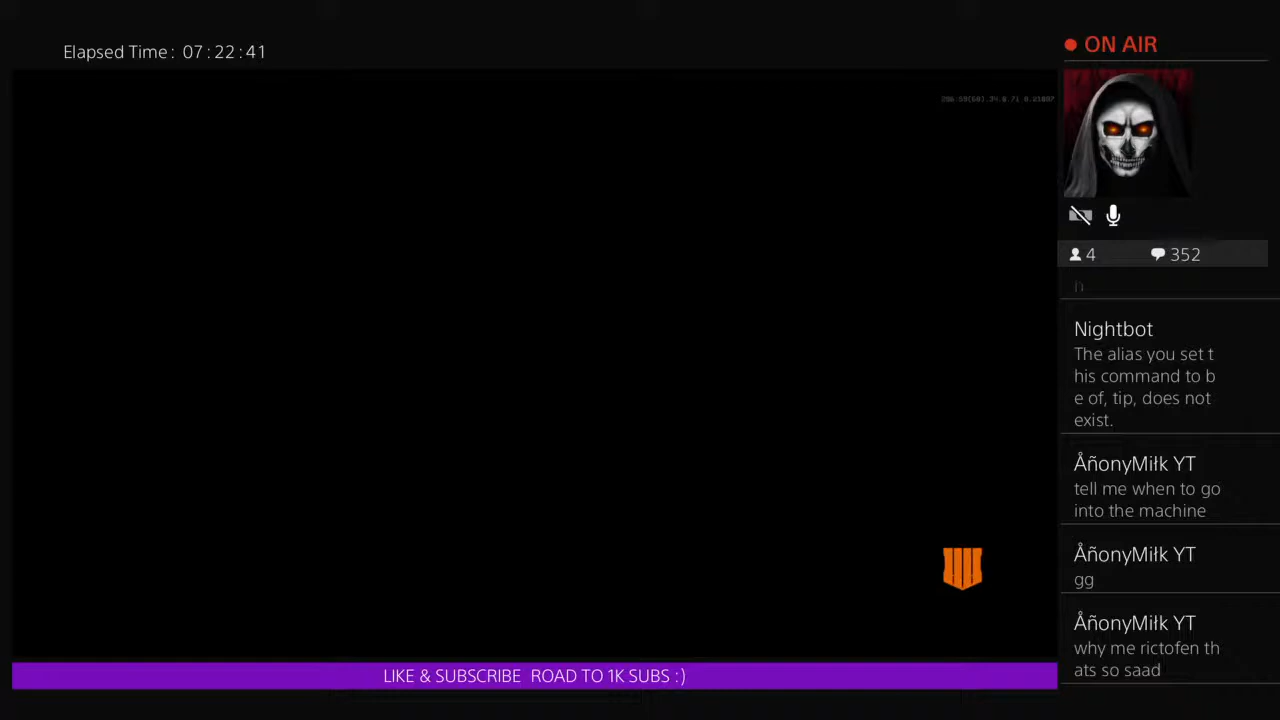 Elapsed Time: 07:22:41
ON AIR
4 352
Nightbot
The alias you set t
his command to b
e of, tip, does not
exist.
ÅñonyMiłk YT
tell me when to go
into the machine
ÅñonyMiłk YT
gg
ÅñonyMiłk YT
why me rictofen th
ats so saad
LIKE & SUBSCRIBE ROAD TO 1K SUBS :)